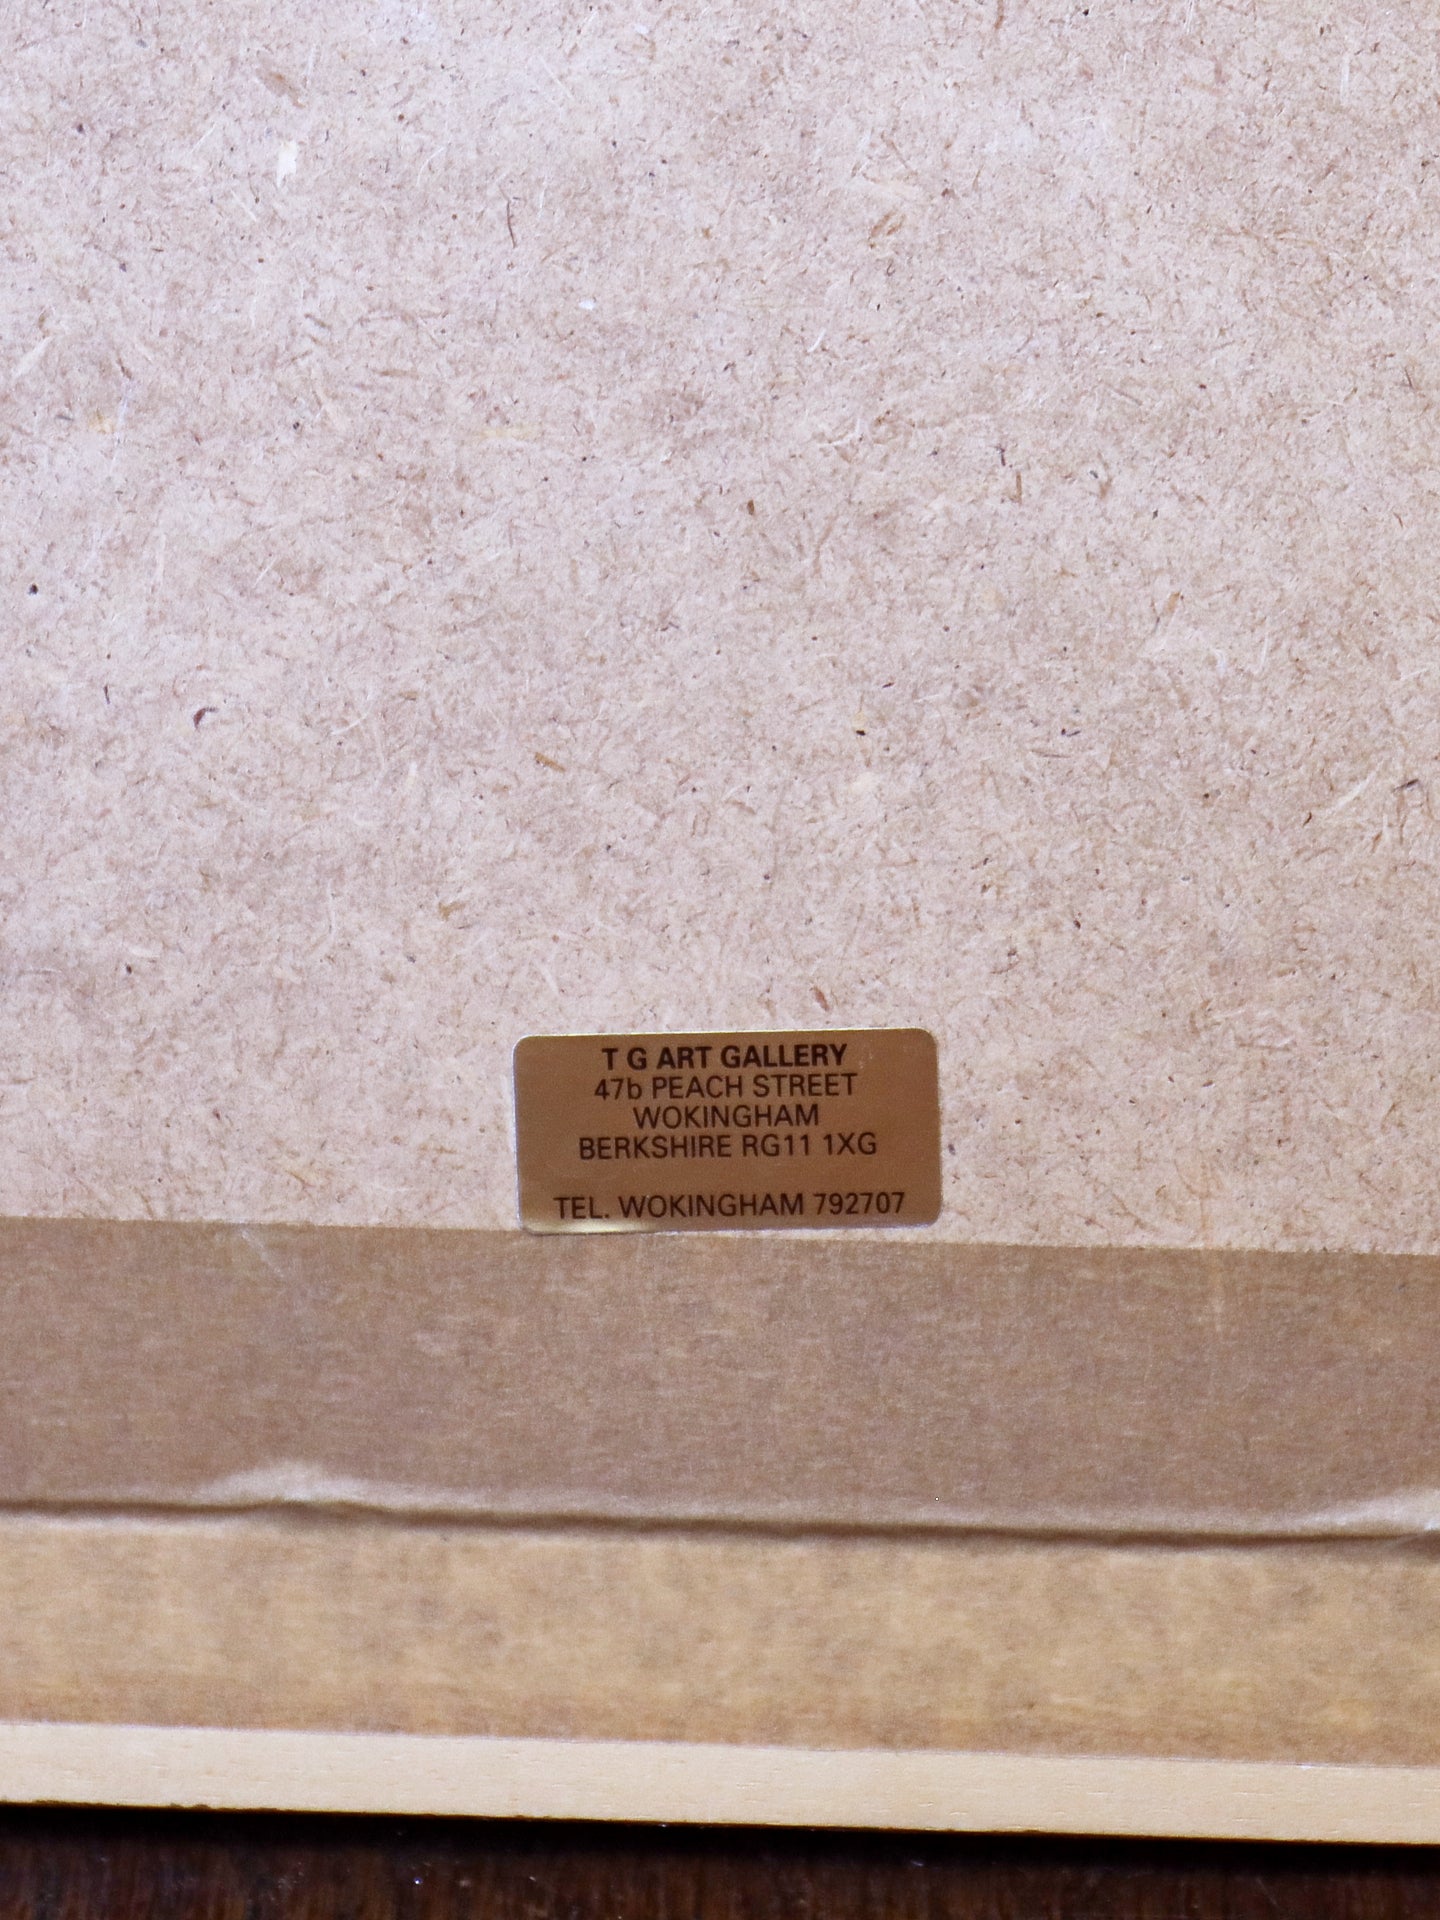 T G ART GALLERY
47b PEACH STREET
WOKINGHAM
BERKSHIRE RG11 1XG
TEL. WOKINGHAM 792707